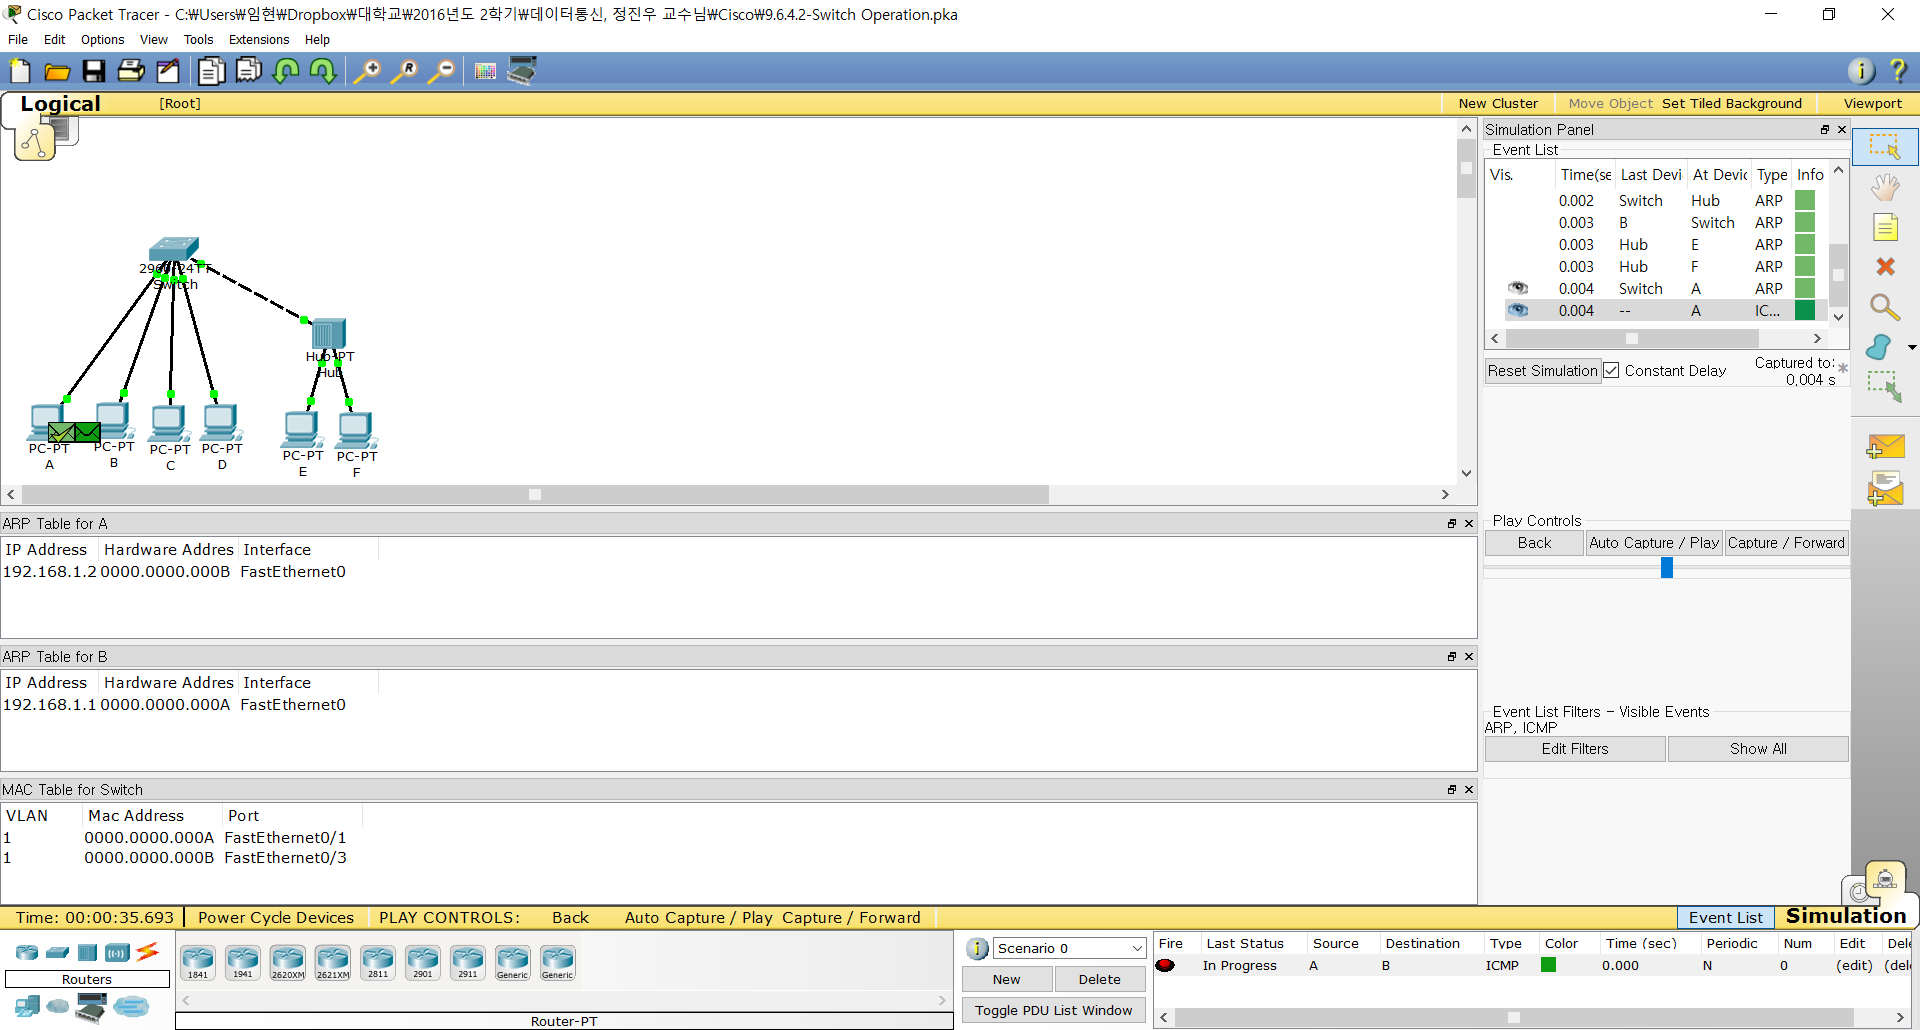 Cisco Packet Tracer - C:₩Users₩임현₩Dropbox₩대학교₩2016년도 2학기₩데이터통신, 정진우 교수님₩Cisco₩9.6.4.2-Switch Operation.pka
File Edit Options View Tools Extensions Help
Logical [Root] New Cluster Move Object Set Tiled Background Viewport
2960-24TT
Switch
Hub-PT
Hub
PC-PT
A
PC-PT
B
PC-PT
C
PC-PT
D
PC-PT
E
PC-PT
F
Simulation Panel
Event List
Vis. Time(se Last Devi At Devic Type Info
0.002 Switch Hub ARP
0.003 B Switch ARP
0.003 Hub E ARP
0.003 Hub F ARP
0.004 Switch A ARP
0.004 -- A IC...
Reset Simulation Constant Delay Captured to:
0,004 s
Play Controls
Back Auto Capture / Play Capture / Forward
Event List Filters - Visible Events
ARP, ICMP
Edit Filters Show All
ARP Table for A
IP Address Hardware Addres Interface
192.168.1.2 0000.0000.000B FastEthernet0
ARP Table for B
IP Address Hardware Addres Interface
192.168.1.1 0000.0000.000A FastEthernet0
MAC Table for Switch
VLAN Mac Address Port
1 0000.0000.000A FastEthernet0/1
1 0000.0000.000B FastEthernet0/3
Time: 00:00:35.693 Power Cycle Devices PLAY CONTROLS: Back Auto Capture / Play Capture / Forward Event List Simulation
Routers
1841 1941 2620XM 2621XM 2811 2901 2911 Generic Generic
Router-PT
Scenario 0
New Delete
Toggle PDU List Window
Fire Last Status Source Destination Type Color Time (sec) Periodic Num Edit Dele
In Progress A B ICMP 0.000 N 0 (edit) (del